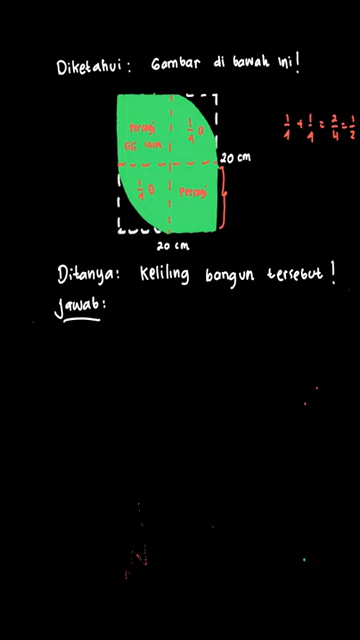 Diketahui: Gambar di bawah ini!
Persegi
sisi 10cm
1/4 O
1/4 + 1/4 = 2/4 = 1/2
20 cm
1/4 O
Persegi
20 cm
Ditanya: Keliling bangun tersebut!
Jawab: